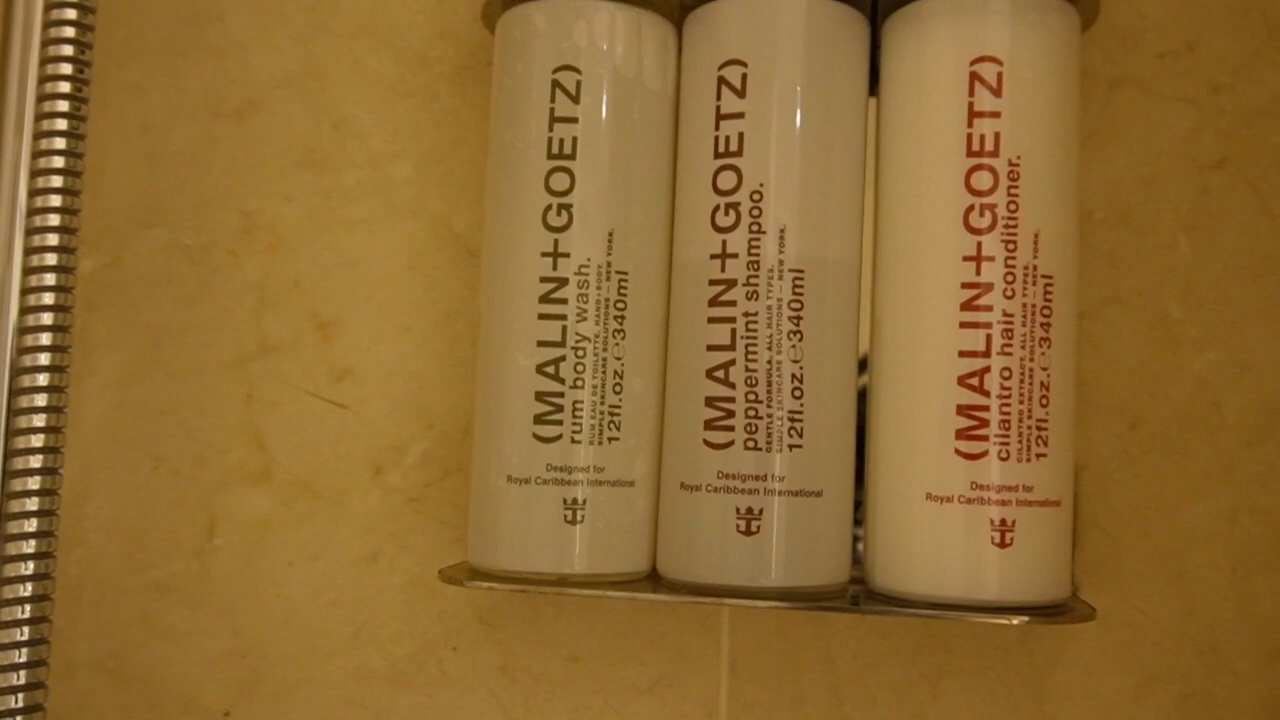 (MALIN+GOETZ)
rum body wash.
RUM EAU DE TOILETTE, HAND+BODY.
SIMPLE SKINCARE SOLUTIONS — NEW YORK.
12fl.oz.℮340ml
Designed for
Royal Caribbean International
(MALIN+GOETZ)
peppermint shampoo.
GENTLE FORMULA, ALL HAIR TYPES.
SIMPLE SKINCARE SOLUTIONS — NEW YORK.
12fl.oz.℮340ml
Designed for
Royal Caribbean International
(MALIN+GOETZ)
cilantro hair conditioner.
CILANTRO EXTRACT, ALL HAIR TYPES.
SIMPLE SKINCARE SOLUTIONS — NEW YORK.
12fl.oz.℮340ml
Designed for
Royal Caribbean International